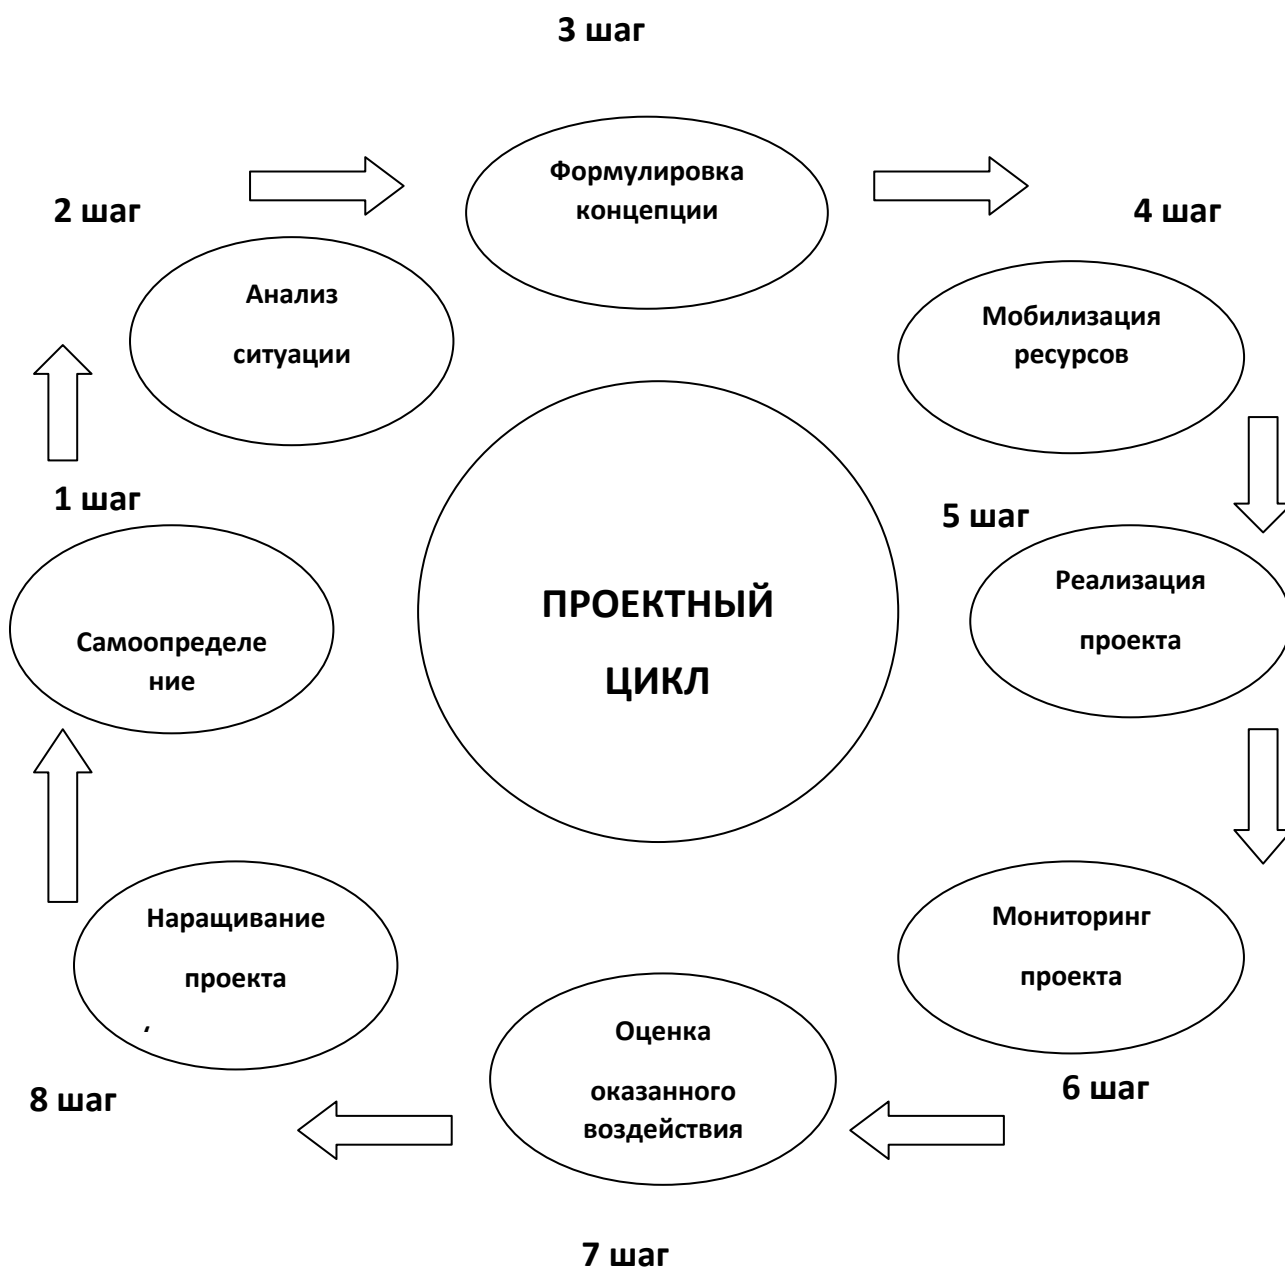 3 шаг
Формулировка
концепции
2 шаг
4 шаг
Анализ
ситуации
Мобилизация
ресурсов
1 шаг
5 шаг
Самоопределе
ние
ПРОЕКТНЫЙ
ЦИКЛ
Реализация
проекта
Наращивание
проекта
,
Мониторинг
проекта
Оценка
оказанного
воздействия
8 шаг
6 шаг
7 шаг